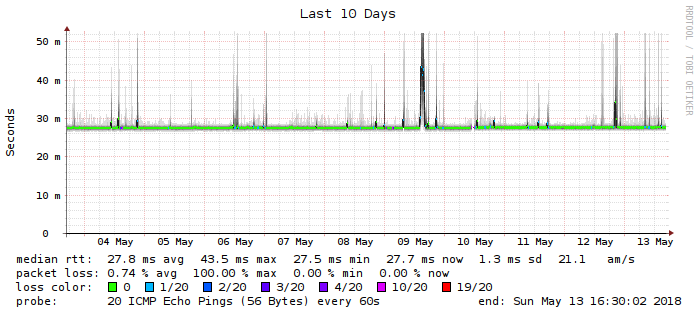 Last 10 Days
RRDTOOL / TOBI OETIKER
Seconds
50 m
40 m
30 m
20 m
10 m
0
04 May 05 May 06 May 07 May 08 May 09 May 10 May 11 May 12 May 13 May
median rtt: 27.8 ms avg 43.5 ms max 27.5 ms min 27.7 ms now 1.3 ms sd 21.1 am/s
packet loss: 0.74 % avg 100.00 % max 0.00 % min 0.00 % now
loss color: 0 1/20 2/20 3/20 4/20 10/20 19/20
probe: 20 ICMP Echo Pings (56 Bytes) every 60s end: Sun May 13 16:30:02 2018